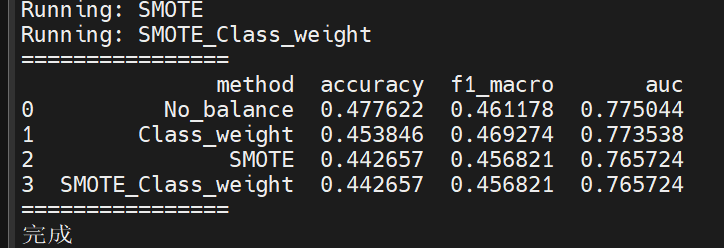 Running: SMOTE
Running: SMOTE_Class_weight
================
method accuracy f1_macro auc
0 No_balance 0.477622 0.461178 0.775044
1 Class_weight 0.453846 0.469274 0.773538
2 SMOTE 0.442657 0.456821 0.765724
3 SMOTE_Class_weight 0.442657 0.456821 0.765724
================
完成